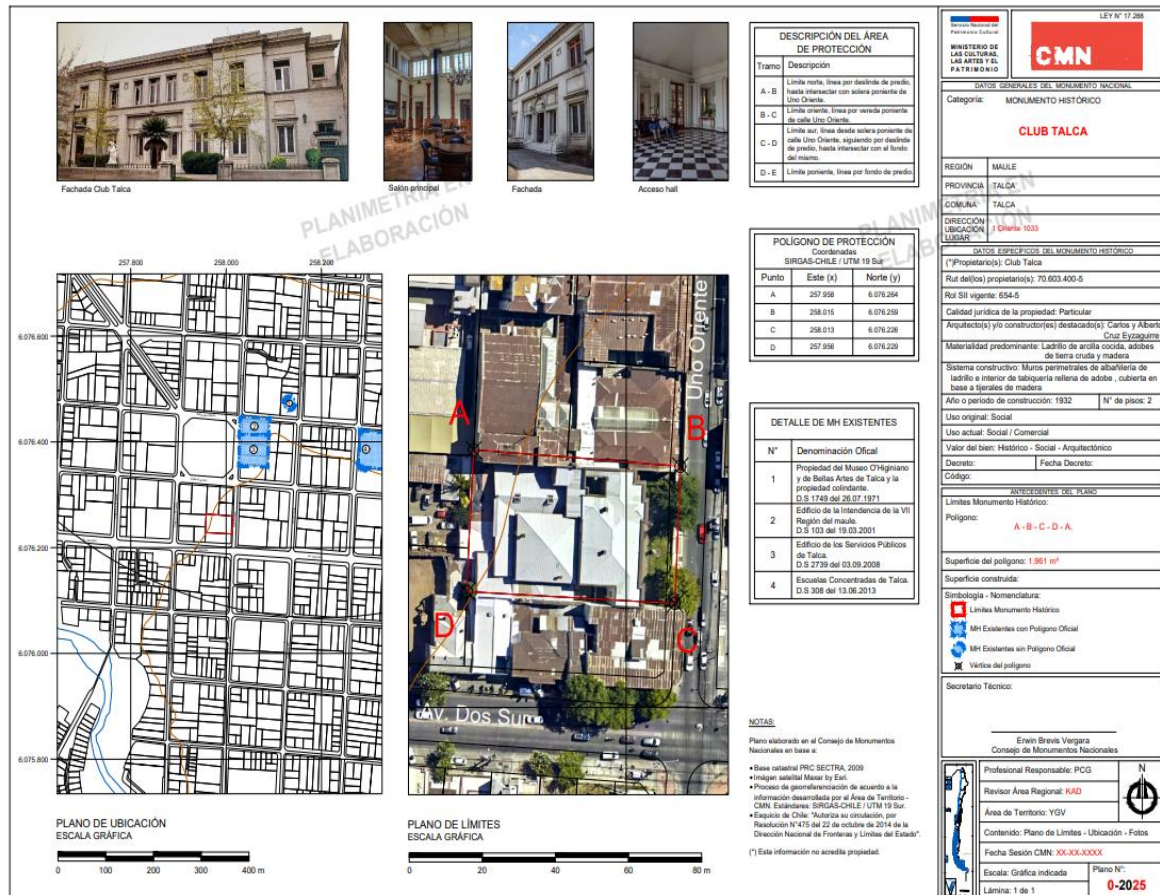 Fachada Club Talca
Salón principal
Fachada
Acceso hall
PLANIMETRIA EN
ELABORACIÓN
257.800
258.000
258.200
6.076.800
6.076.400
6.076.200
6.076.000
6.075.800
PLANO DE UBICACIÓN
ESCALA GRÁFICA
0
100
200
300
400 m
A
B
C
D
Uno Oriente
Av. Dos Sur
PLANO DE LÍMITES
ESCALA GRÁFICA
0
20
40
60
80 m
DESCRIPCIÓN DEL ÁREA
DE PROTECCIÓN
Tramo Descripción
A - B Límite norte, línea por deslinde de predio,
hasta intersectar con solera poniente de
Uno Oriente.
B - C Límite oriente, línea por vereda poniente
de calle Uno Oriente.
C - D Límite sur, línea desde solera poniente de
calle Uno Oriente, siguiendo por deslinde
de predio, hasta intersectar con el fondo
del mismo.
D - E Límite poniente, línea por fondo de predio.
PLANIMETRIA EN
ELABORACIÓN
POLÍGONO DE PROTECCIÓN
Coordenadas
SIRGAS-CHILE / UTM 19 Sur
Punto Este (x) Norte (y)
A 257.958 6.076.264
B 258.015 6.076.259
C 258.013 6.076.226
D 257.956 6.076.229
DETALLE DE MH EXISTENTES
N° Denominación Ofical
1 Propiedad del Museo O'Higiniano
y de Bellas Artes de Talca y la
propiedad colindante.
D.S 1749 del 26.07.1971
2 Edificio de la Intendencia de la VII
Región del maule.
D.S 103 del 19.03.2001
3 Edificio de los Servicios Públicos
de Talca.
D.S 2739 del 03.09.2008
4 Escuelas Concentradas de Talca.
D.S 308 del 13.06.2013
NOTAS:
Plano elaborado en el Consejo de Monumentos
Nacionales en base a:
• Base catastral PRC SECTRA, 2009
• Imágen satelital Maxar by Esri.
• Proceso de georreferenciación de acuerdo a la
información desarrollada por el Área de Territorio -
CMN. Estándares: SIRGAS-CHILE / UTM 19 Sur.
• Esquicio de Chile: "Autoriza su circulación, por
Resolución N°475 del 22 de octubre de 2014 de la
Dirección Nacional de Fronteras y Límites del Estado".
(*) Esta información no acredita propiedad.
Servicio Nacional del
Patrimonio Cultural
MINISTERIO DE
LAS CULTURAS,
LAS ARTES Y EL
PATRIMONIO
LEY N° 17.288
CMN
DATOS GENERALES DEL MONUMENTO NACIONAL
Categoría: MONUMENTO HISTÓRICO
CLUB TALCA
REGIÓN MAULE
PROVINCIA TALCA
COMUNA TALCA
DIRECCIÓN
UBICACIÓN 1 Oriente 1033
LUGAR
DATOS ESPECÍFICOS DEL MONUMENTO HISTÓRICO
(*)Propietario(s): Club Talca
Rut del(los) propietario(s): 70.603.400-5
Rol SII vigente: 654-5
Calidad jurídica de la propiedad: Particular
Arquitecto(s) y/o constructor(es) destacado(s): Carlos y Alberto
Cruz Eyzaguirre
Materialidad predominante: Ladrillo de arcilla cocida, adobes
de tierra cruda y madera
Sistema constructivo: Muros perimetrales de albañilería de
ladrillo e interior de tabiquería rellena de adobe , cubierta en
base a tijerales de madera
Año o período de construcción: 1932 N° de pisos: 2
Uso original: Social
Uso actual: Social / Comercial
Valor del bien: Histórico - Social - Arquitectónico
Decreto: Fecha Decreto:
Código:
ANTECEDENTES DEL PLANO
Límites Monumento Histórico:
Polígono:
A - B - C - D - A.
Superficie del polígono: 1.961 m²
Superficie construida:
Simbología - Nomenclatura:
Límites Monumento Histórico
MH Existentes con Polígono Oficial
MH Existentes sin Polígono Oficial
Vértice del polígono
Secretario Técnico:
Erwin Brevis Vergara
Consejo de Monumentos Nacionales
Profesional Responsable: PCG
Revisor Área Regional: KAD
Área de Territorio: YGV
N
Contenido: Plano de Límites - Ubicación - Fotos
Fecha Sesión CMN: XX-XX-XXXX
Escala: Gráfica indicada
Plano N°:
0-2025
Lámina: 1 de 1